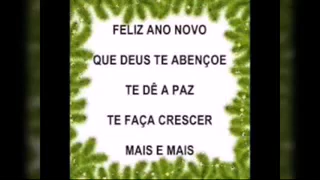 FELIZ ANO NOVO
QUE DEUS TE ABENÇOE
TE DÊ A PAZ
TE FAÇA CRESCER
MAIS E MAIS